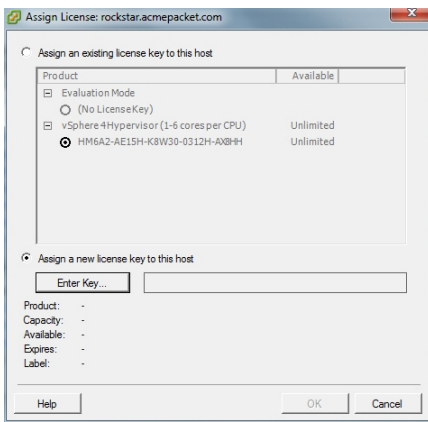 Assign License: rockstar.acmepacket.com
Assign an existing license key to this host
Product Available
Evaluation Mode
(No License Key)
vSphere 4 Hypervisor (1-6 cores per CPU) Unlimited
HM6A2-AE15H-K8W30-0312H-AX8HH Unlimited
Assign a new license key to this host
Enter Key...
Product: -
Capacity: -
Available: -
Expires: -
Label: -
Help OK Cancel